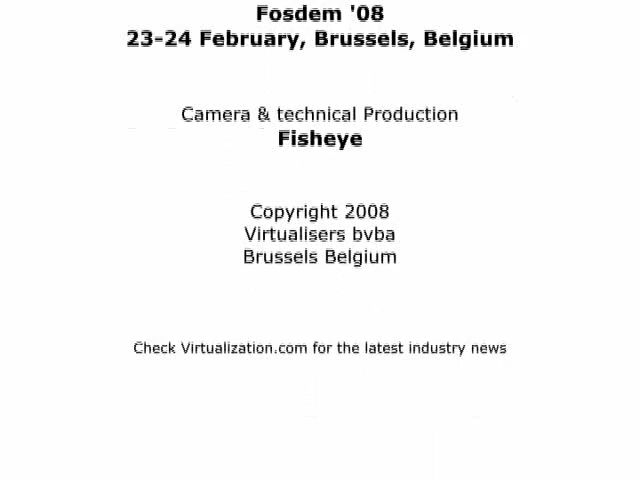 Fosdem '08
23-24 February, Brussels, Belgium
Camera & technical Production
Fisheye
Copyright 2008
Virtualisers bvba
Brussels Belgium
Check Virtualization.com for the latest industry news